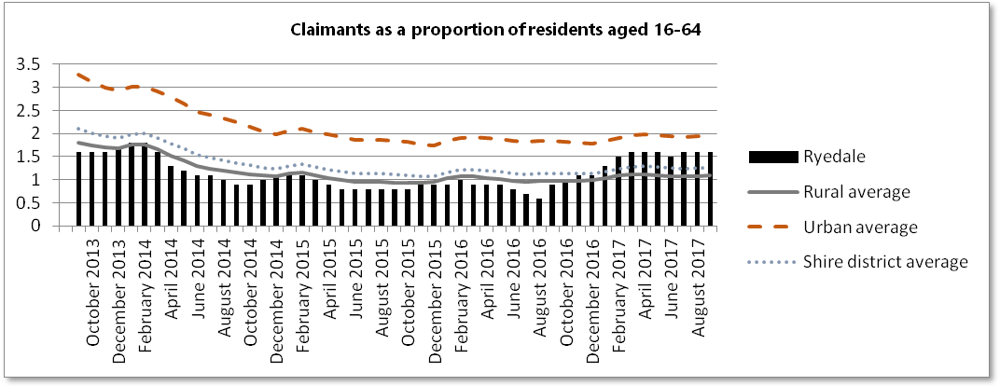 Claimants as a proportion of residents aged 16-64
3.5
3
2.5
2
1.5
1
0.5
0
October 2013
December 2013
February 2014
April 2014
June 2014
August 2014
October 2014
December 2014
February 2015
April 2015
June 2015
August 2015
October 2015
December 2015
February 2016
April 2016
June 2016
August 2016
October 2016
December 2016
February 2017
April 2017
June 2017
August 2017
Ryedale
Rural average
Urban average
Shire district average